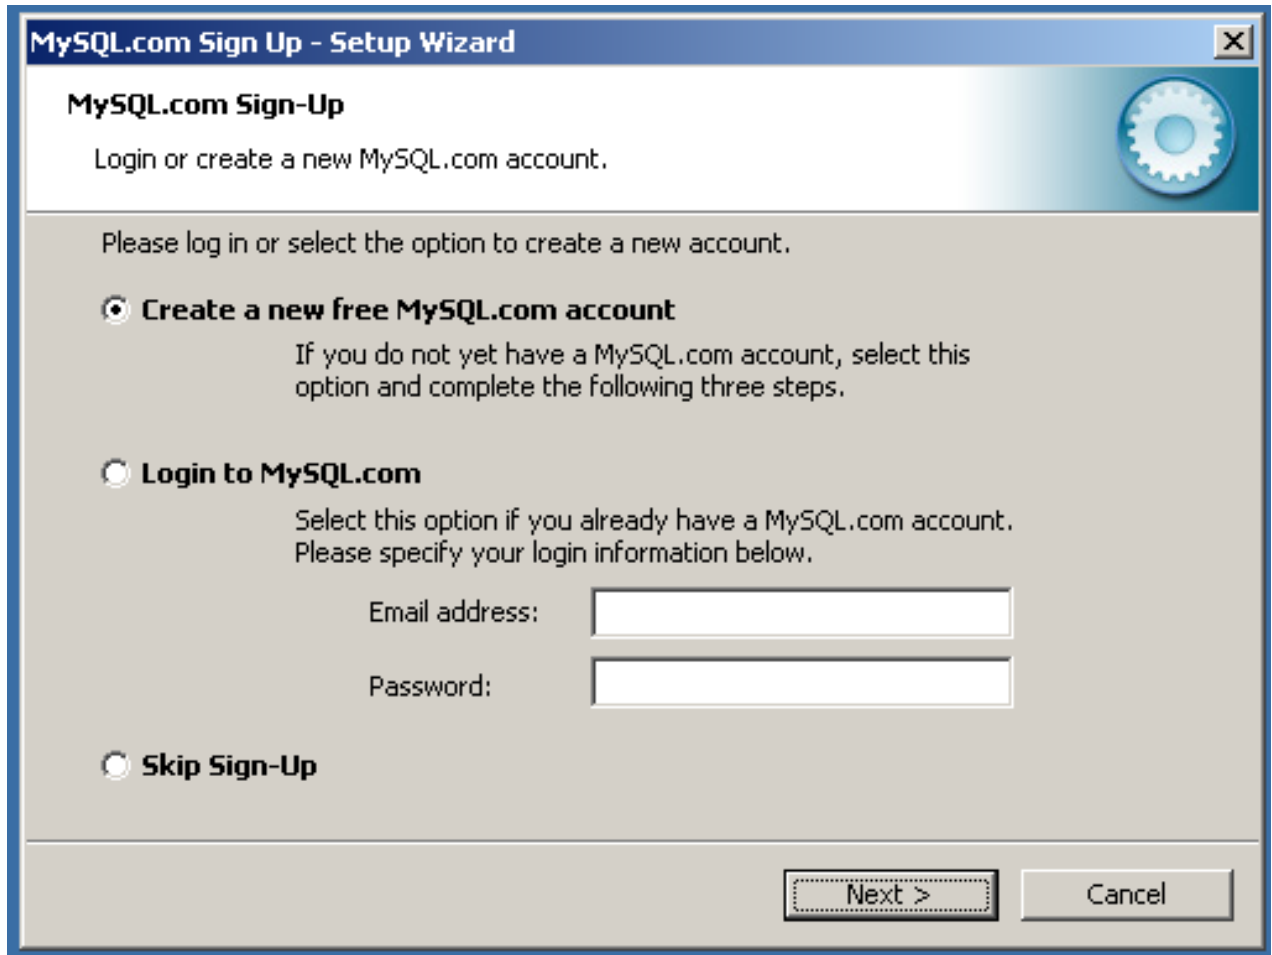 MySQL.com Sign Up - Setup Wizard
MySQL.com Sign-Up
Login or create a new MySQL.com account.
Please log in or select the option to create a new account.
Create a new free MySQL.com account
If you do not yet have a MySQL.com account, select this
option and complete the following three steps.
Login to MySQL.com
Select this option if you already have a MySQL.com account.
Please specify your login information below.
Email address:
Password:
Skip Sign-Up
Next >
Cancel